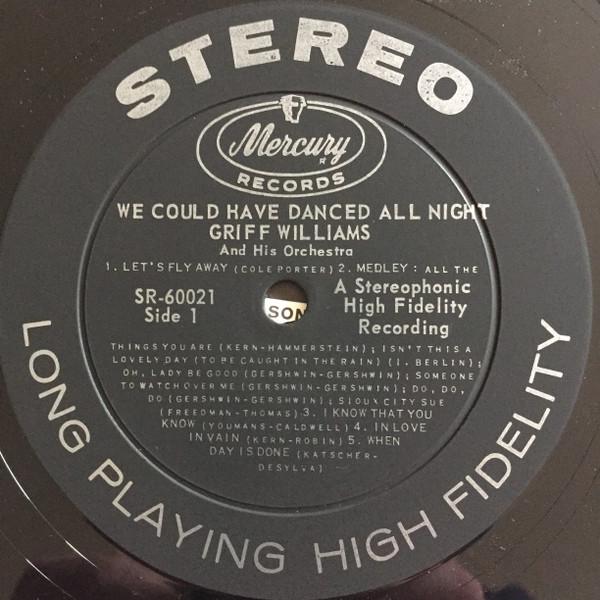 STEREO
Mercury
R
RECORDS
WE COULD HAVE DANCED ALL NIGHT
GRIFF WILLIAMS
And His Orchestra
1. LET'S FLY AWAY (COLE PORTER) 2. MEDLEY: ALL THE
SR-60021
Side 1
SON
A Stereophonic
High Fidelity
Recording
THINGS YOU ARE (KERN-HAMMERSTEIN); ISN'T THIS A
LOVELY DAY (TO BE CAUGHT IN THE RAIN) (I. BERLIN);
OH, LADY BE GOOD (GERSHWIN-GERSHWIN); SOMEONE
TO WATCH OVER ME (GERSHWIN-GERSHWIN); DO, DO,
DO (GERSHWIN-GERSHWIN); SIOUX CITY SUE
(FREEDMAN-THOMAS) 3. I KNOW THAT YOU
KNOW (YOUMANS-CALDWELL) 4. IN LOVE
IN VAIN (KERN-ROBIN) 5. WHEN
DAY IS DONE (KATSCHER-
DESYLVA)
LONG PLAYING HIGH FIDELITY